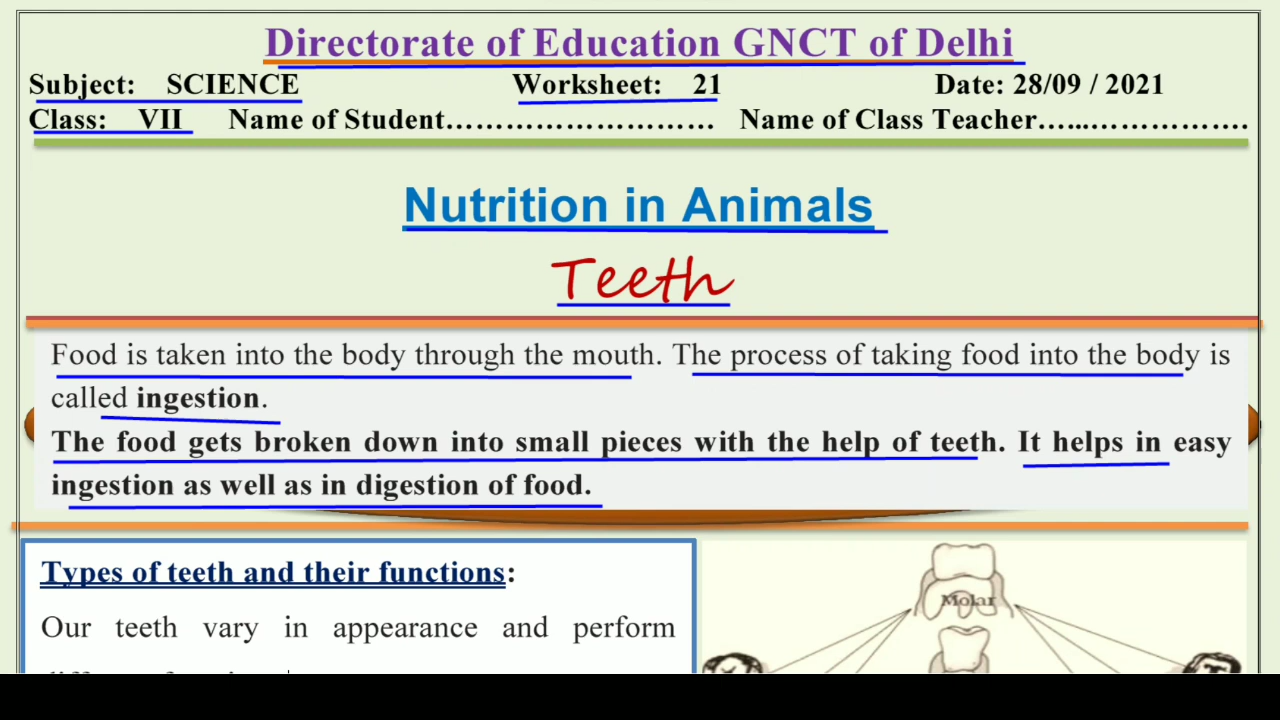 Directorate of Education GNCT of Delhi
Subject: SCIENCE Worksheet: 21 Date: 28/09 / 2021
Class: VII Name of Student……………………… Name of Class Teacher…...…………….
Nutrition in Animals
Teeth
Food is taken into the body through the mouth. The process of taking food into the body is
called ingestion.
The food gets broken down into small pieces with the help of teeth. It helps in easy
ingestion as well as in digestion of food.
Types of teeth and their functions:
Our teeth vary in appearance and perform
Molar